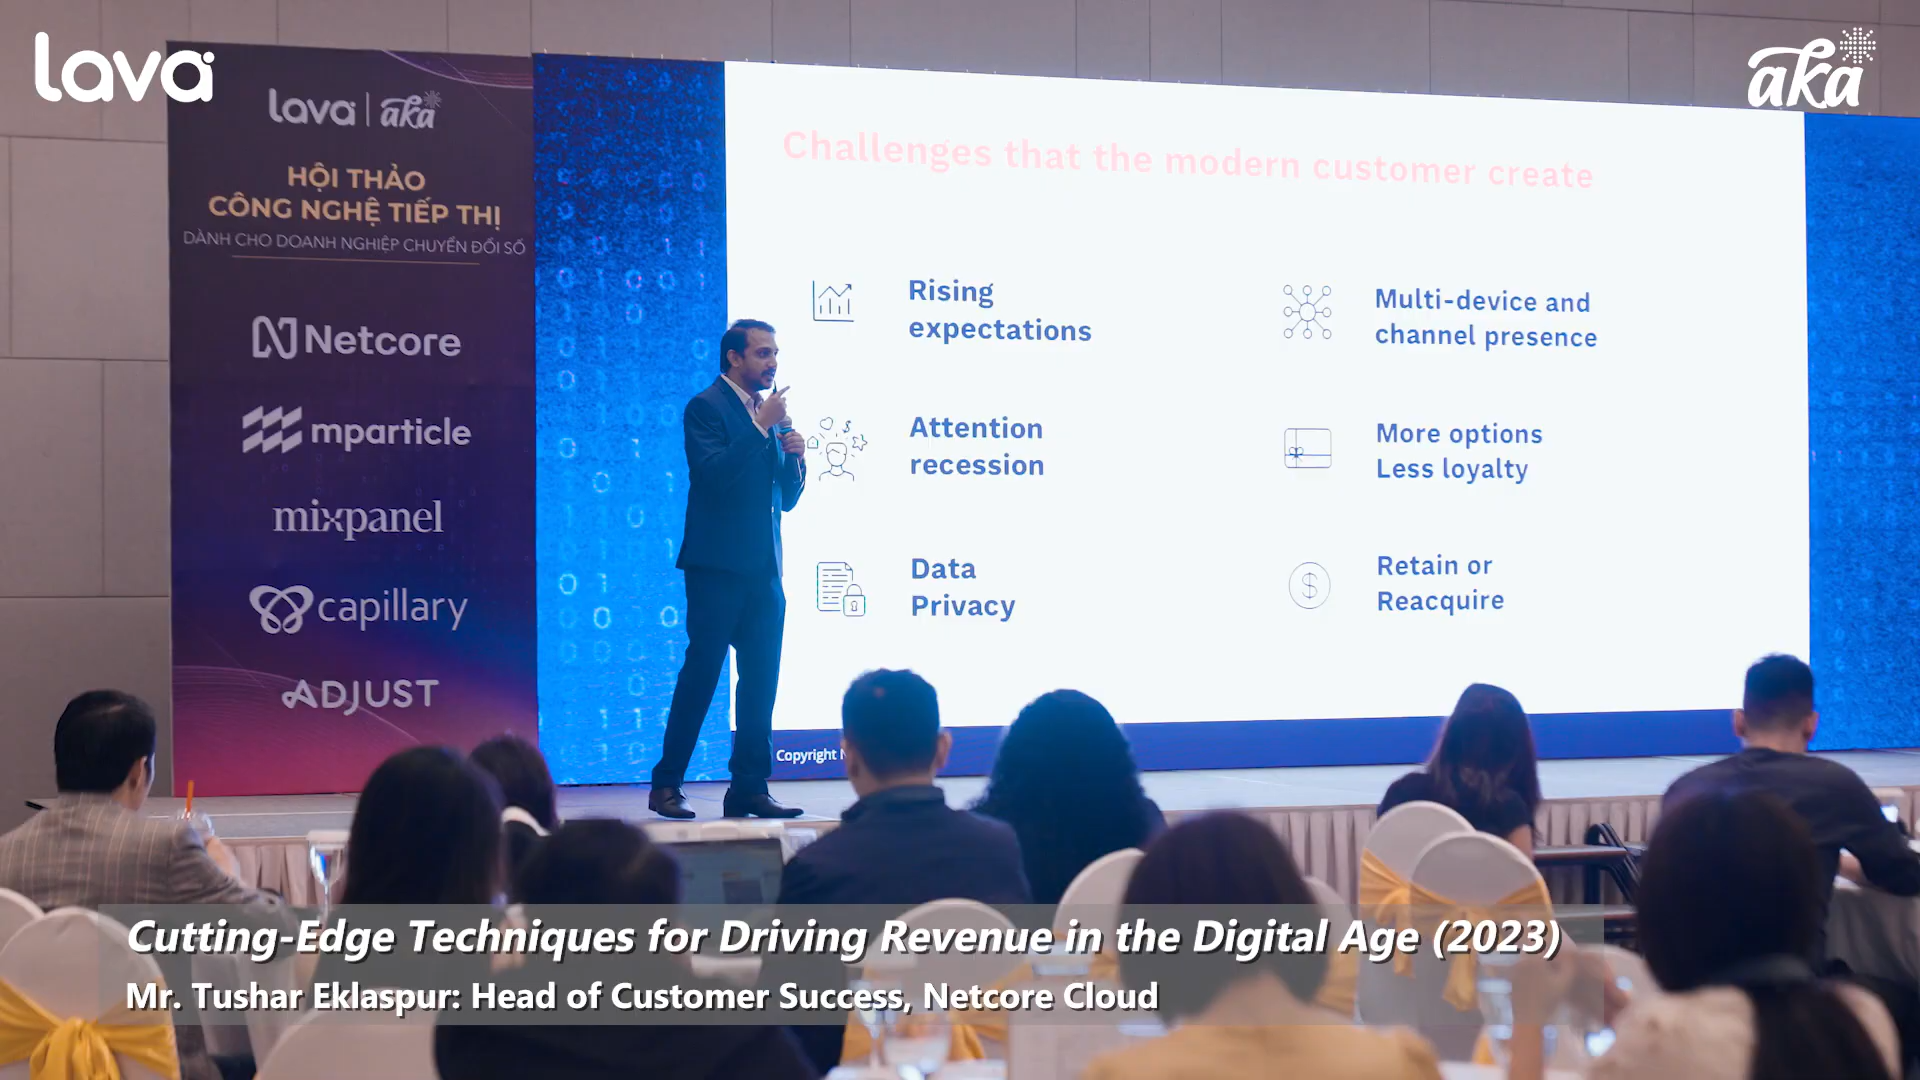 lava
aka
lava | aka
HỘI THẢO
CÔNG NGHỆ TIẾP THỊ
DÀNH CHO DOANH NGHIỆP CHUYỂN ĐỔI SỐ
Netcore
mparticle
mixpanel
capillary
ADJUST
Challenges that the modern customer create
Rising
expectations
Multi-device and
channel presence
Attention
recession
More options
Less loyalty
Data
Privacy
Retain or
Reacquire
Copyright
Cutting-Edge Techniques for Driving Revenue in the Digital Age (2023)
Mr. Tushar Eklaspur: Head of Customer Success, Netcore Cloud